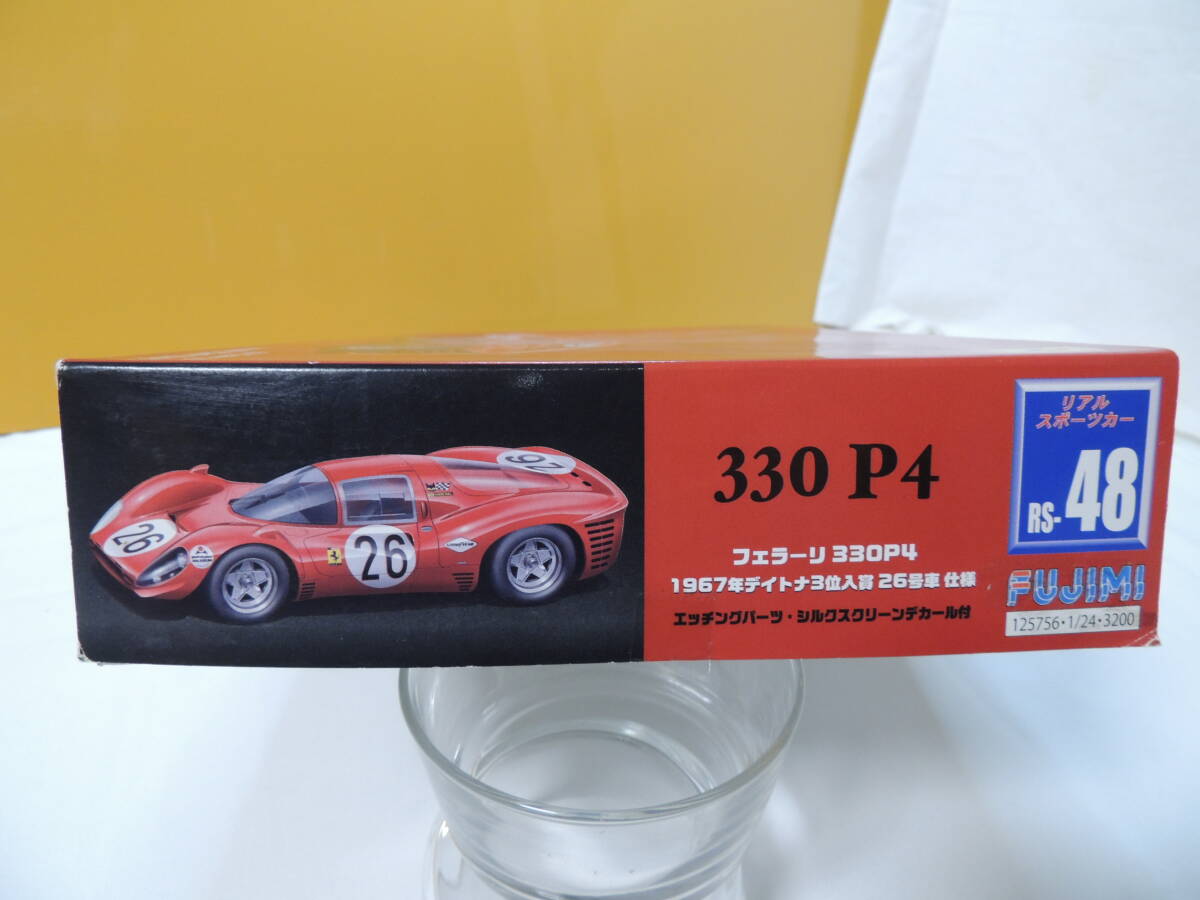 26
26
26
GOODYEAR
330 P4
フェラーリ 330P4
1967年デイトナ3位入賞 26号車 仕様
エッチングパーツ・シルクスクリーンデカール付
リアル
スポーツカー
RS-48
FUJIMI
125756・1/24・3200